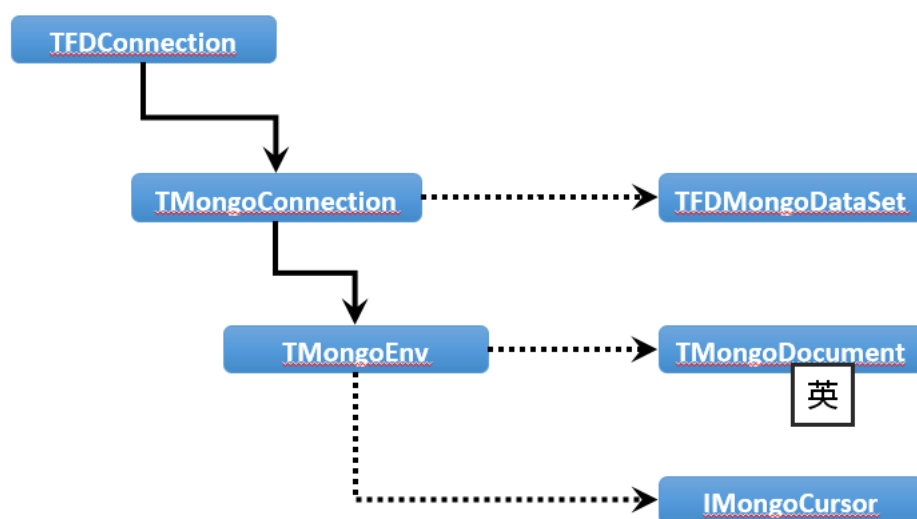 TFDConnection
TMongoConnection
TFDMongoDataSet
TMongoEnv
TMongoDocument
英
IMongoCursor